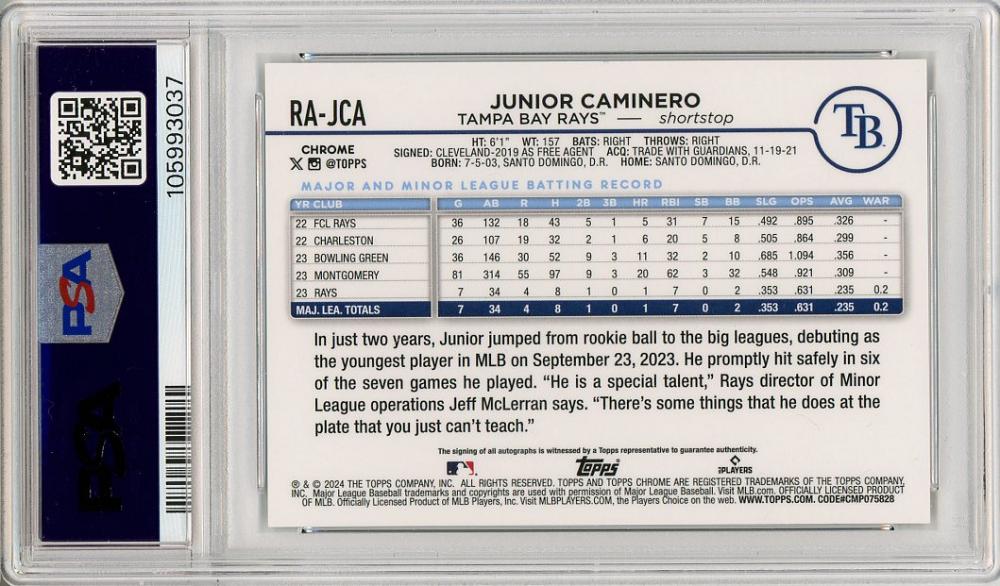 105993037
PSA
PSA
RA-JCA
JUNIOR CAMINERO
TAMPA BAY RAYS™ — shortstop
TB
CHROME
@TOPPS
HT: 6'1" WT: 157 BATS: RIGHT THROWS: RIGHT
SIGNED: CLEVELAND-2019 AS FREE AGENT ACQ: TRADE WITH GUARDIANS, 11-19-21
BORN: 7-5-03, SANTO DOMINGO, D.R. HOME: SANTO DOMINGO, D.R.
MAJOR AND MINOR LEAGUE BATTING RECORD
YR CLUB G AB R H 2B 3B HR RBI SB BB SLG OPS AVG WAR
22 FCL RAYS 36 132 18 43 5 1 5 31 7 15 .492 .895 .326 -
22 CHARLESTON 26 107 19 32 2 1 6 20 5 8 .505 .864 .299 -
23 BOWLING GREEN 36 146 30 52 9 3 11 32 2 10 .685 1.094 .356 -
23 MONTGOMERY 81 314 55 97 9 3 20 62 3 32 .548 .921 .309 -
23 RAYS 7 34 4 8 1 0 1 7 0 2 .353 .631 .235 0.2
MAJ. LEA. TOTALS 7 34 4 8 1 0 1 7 0 2 .353 .631 .235 0.2
In just two years, Junior jumped from rookie ball to the big leagues, debuting as
the youngest player in MLB on September 23, 2023. He promptly hit safely in six
of the seven games he played. “He is a special talent,” Rays director of Minor
League operations Jeff McLerran says. “There’s some things that he does at the
plate that you just can’t teach.”
The signing of all autographs is witnessed by a Topps representative to guarantee authenticity.
Topps
PLAYERS
® & © 2024 THE TOPPS COMPANY, INC. ALL RIGHTS RESERVED. TOPPS AND TOPPS CHROME ARE REGISTERED TRADEMARKS OF THE TOPPS COMPANY,
INC. Major League Baseball trademarks and copyrights are used with permission of Major League Baseball. Visit MLB.com. OFFICIALLY LICENSED PRODUCT
OF MLB. Officially Licensed Product of MLB Players, Inc. Visit MLBPLAYERS.COM, the Players Choice on the web. WWW.TOPPS.COM. CODE#CMP075828